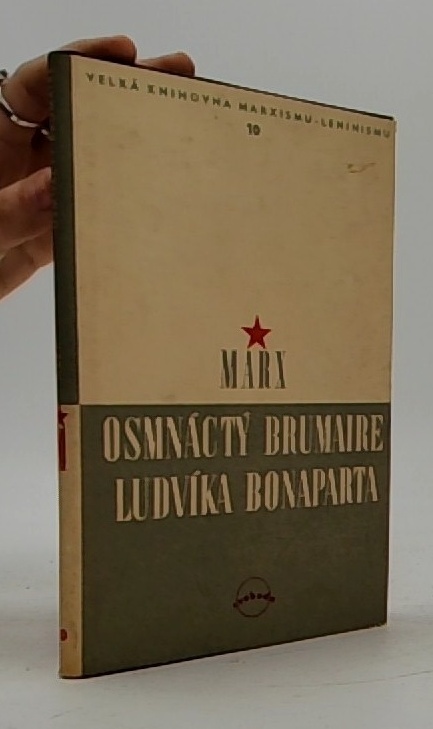 VELKÁ KNIHOVNA MARXISMU-LENINISMU
10
MARX
OSMNÁCTÝ BRUMAIRE
LUDVÍKA BONAPARTA
svoboda